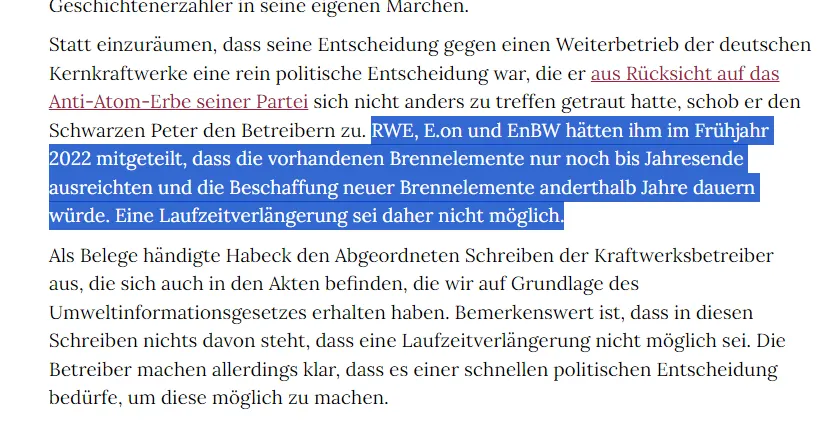 Geschichtenerzähler in seine eigenen Märchen.
Statt einzuräumen, dass seine Entscheidung gegen einen Weiterbetrieb der deutschen
Kernkraftwerke eine rein politische Entscheidung war, die er aus Rücksicht auf das
Anti-Atom-Erbe seiner Partei sich nicht anders zu treffen getraut hatte, schob er den
Schwarzen Peter den Betreibern zu. RWE, E.on und EnBW hätten ihm im Frühjahr
2022 mitgeteilt, dass die vorhandenen Brennelemente nur noch bis Jahresende
ausreichten und die Beschaffung neuer Brennelemente anderthalb Jahre dauern
würde. Eine Laufzeitverlängerung sei daher nicht möglich.
Als Belege händigte Habeck den Abgeordneten Schreiben der Kraftwerksbetreiber
aus, die sich auch in den Akten befinden, die wir auf Grundlage des
Umweltinformationsgesetzes erhalten haben. Bemerkenswert ist, dass in diesen
Schreiben nichts davon steht, dass eine Laufzeitverlängerung nicht möglich sei. Die
Betreiber machen allerdings klar, dass es einer schnellen politischen Entscheidung
bedürfe, um diese möglich zu machen.